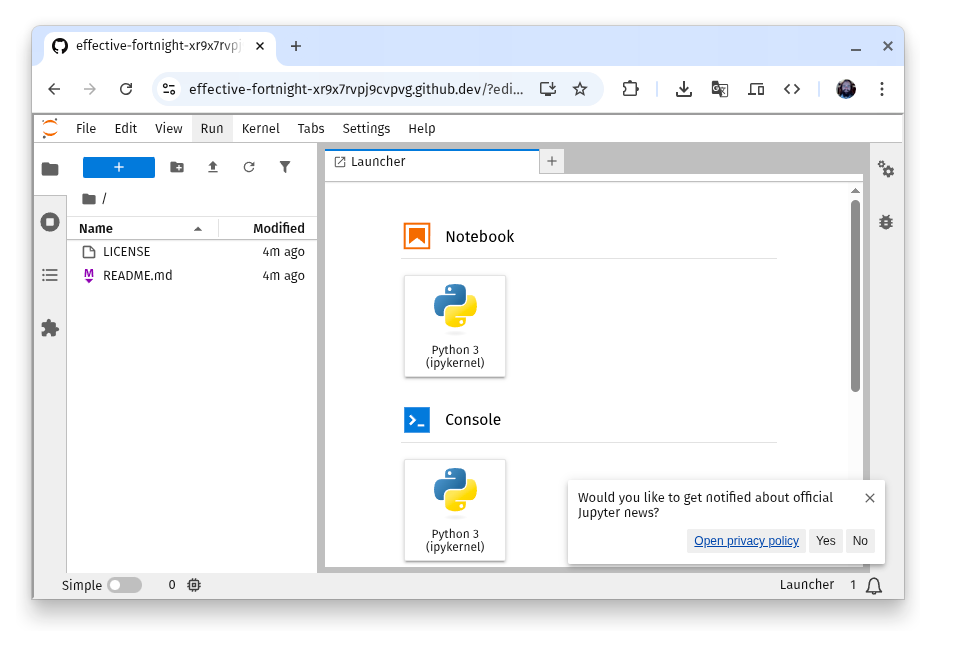 effective-fortnight-xr9x7rvpj
effective-fortnight-xr9x7rvpj9cvpvg.github.dev/?edi...
File Edit View Run Kernel Tabs Settings Help
Launcher
/
Name Modified
LICENSE 4m ago
README.md 4m ago
Notebook
Python 3
(ipykernel)
Console
Python 3
(ipykernel)
Would you like to get notified about official
Jupyter news?
Open privacy policy Yes No
Simple 0 Launcher 1